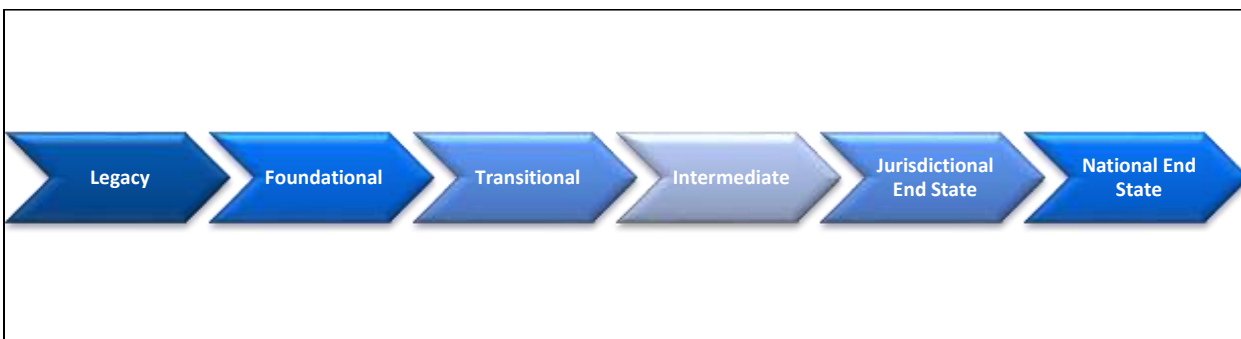 Legacy
Foundational
Transitional
Intermediate
Jurisdictional
End State
National End
State